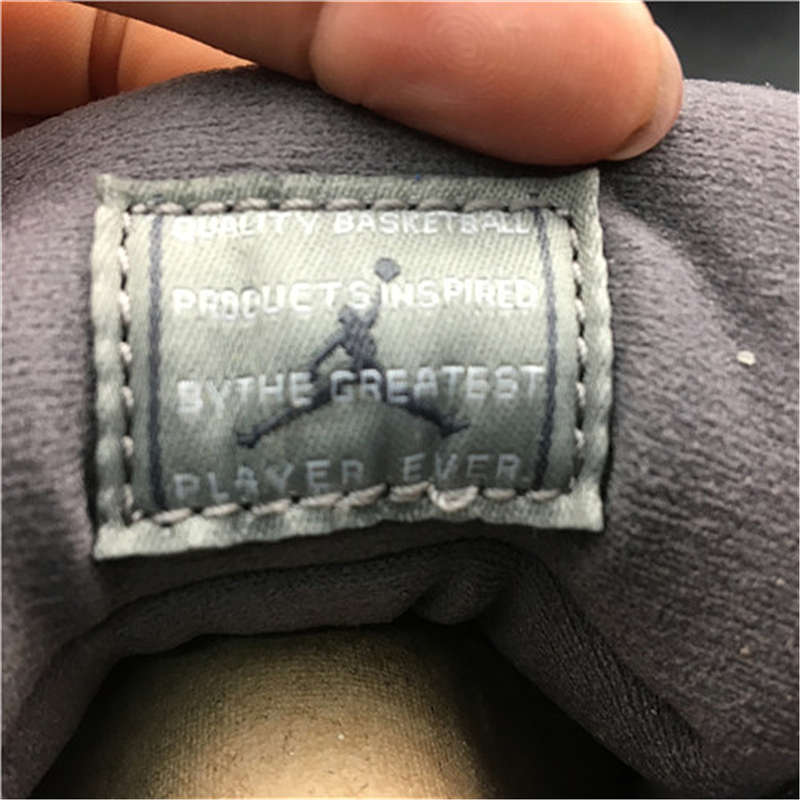 QUALITY BASKETBALL
PRODUCTS INSPIRED
BY THE GREATEST
PLAYER EVER.